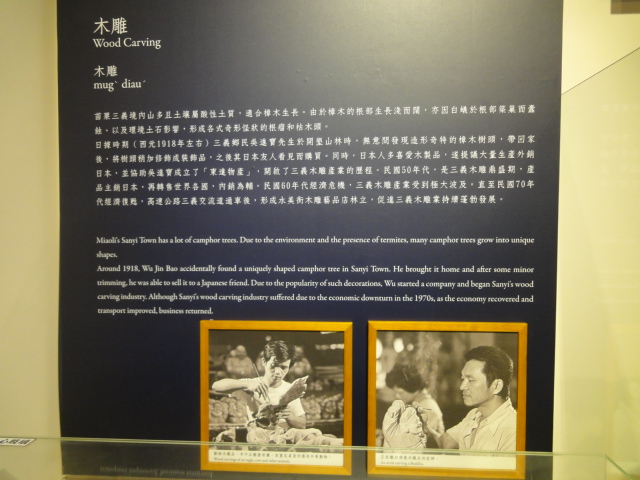 木雕
Wood Carving
木雕
mugˋ diauˊ
苗栗三義境內山多且土壤屬酸性土質，適合樟木生長。由於樟木的根部生長淺而闊，亦因白蟻於根部築巢而蠹
蝕，以及環境土石影響，形成各式奇形怪狀的根瘤和枯木頭。
日據時期（西元1918年左右）三義鄉民吳進寶先生於開墾山林時，無意間發現造形奇特的樟木樹頭，帶回家
後，將樹頭稍加修飾成裝飾品，之後其日本友人看見而購買。同時，日本人多喜愛木製品，遂提議大量生產外銷
日本，並協助吳進寶成立了「東達物產」，開啟了三義木雕產業的歷程。民國50年代，是三義木雕鼎盛期，產
品主銷日本，再轉售世界各國，內銷為輔。民國60年代經濟危機，三義木雕產業受到極大波及。直至民國70年
代經濟復甦、高速公路三義交流道通車後，形成水美街木雕藝品店林立，促進三義木雕業持續蓬勃發展。
Miaoli's Sanyi Town has a lot of camphor trees. Due to the environment and the presence of termites, many camphor trees grow into unique
shapes.
Around 1918, Wu Jin Bao accidentally found a uniquely shaped camphor tree in Sanyi Town. He brought it home and after some minor
trimming, he was able to sell it to a Japanese friend. Due to the popularity of such decorations, Wu started a company and began Sanyi's wood
carving industry. Although Sanyi's wood carving industry suffered due to the economic downturn in the 1970s, as the economy recovered and
transport improved, business returned.